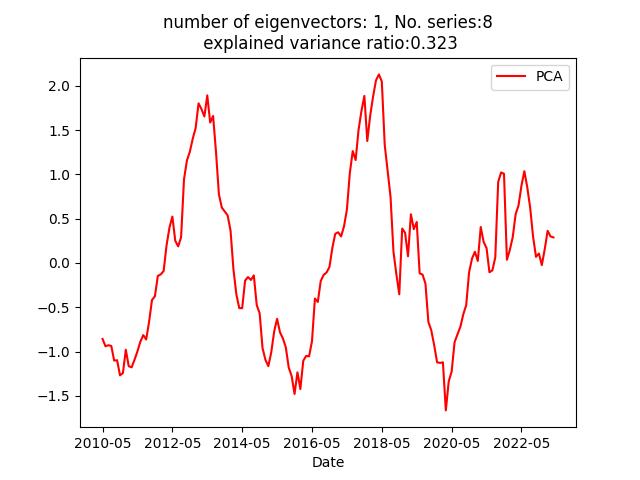 number of eigenvectors: 1, No. series:8
explained variance ratio:0.323
PCA
2.0
1.5
1.0
0.5
0.0
−0.5
−1.0
−1.5
2010-05 2012-05 2014-05 2016-05 2018-05 2020-05 2022-05
Date